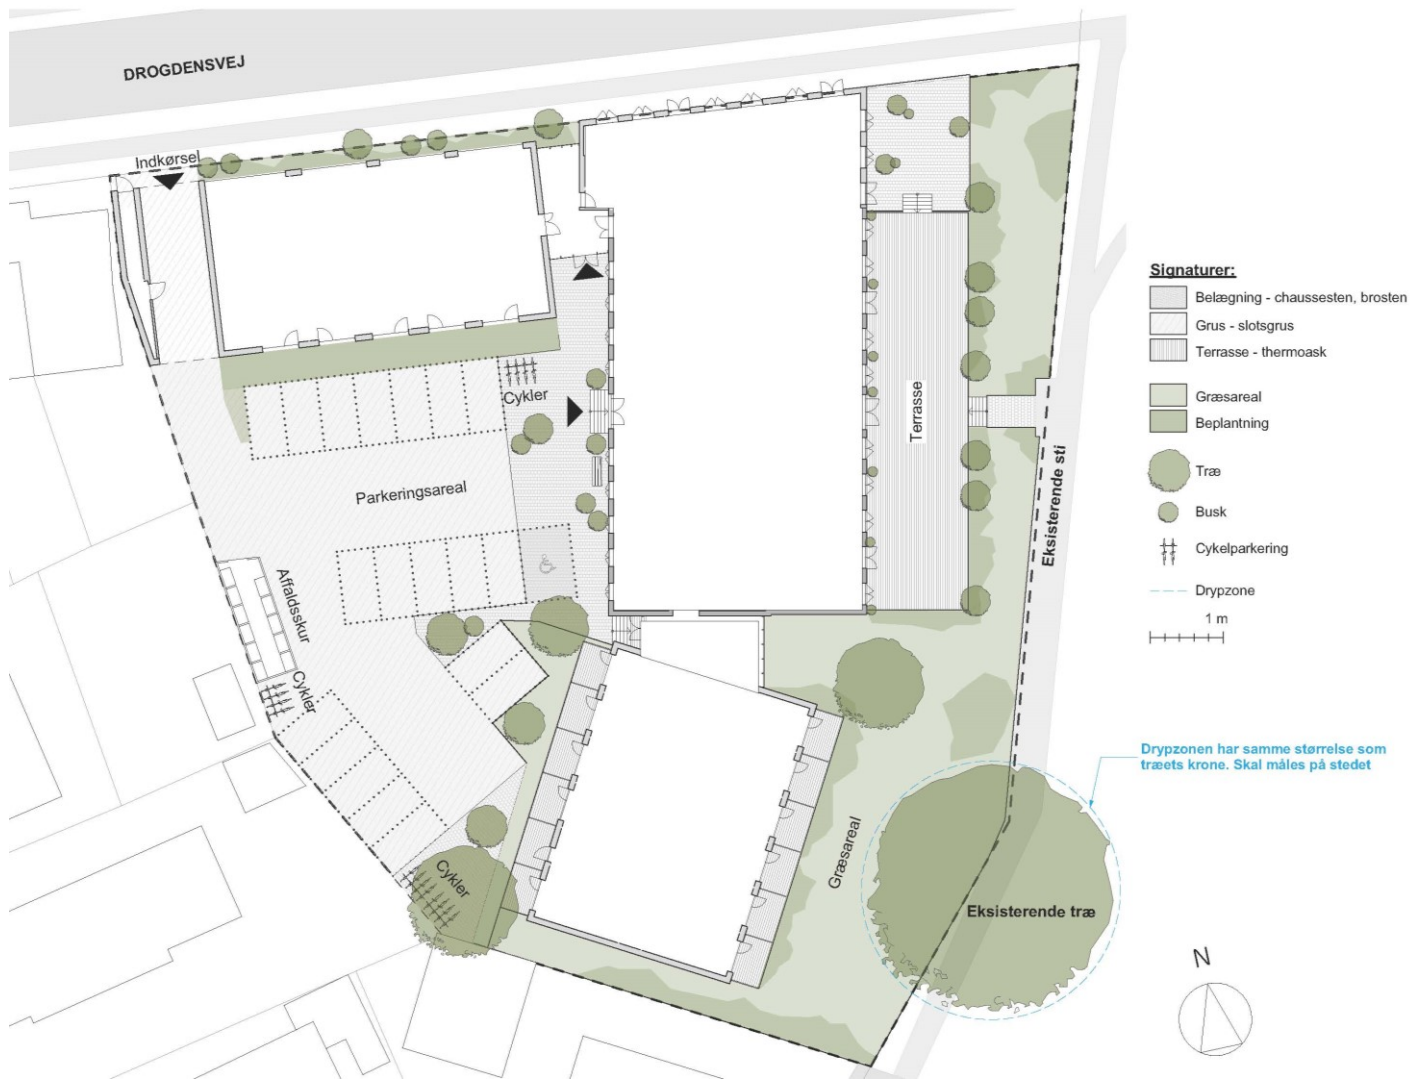 DROGDENSVEJ
Indkørsel
Cykler
Terrasse
Parkeringsareal
Eksisterende sti
Affaldsskur
Cykler
Cykler
Græsareal
Eksisterende træ
Signaturer:
Belægning - chaussesten, brosten
Grus - slotsgrus
Terrasse - thermoask
Græsareal
Beplantning
Træ
Busk
Cykelparkering
Drypzone
1 m
Drypzonen har samme størrelse som
træets krone. Skal måles på stedet
N